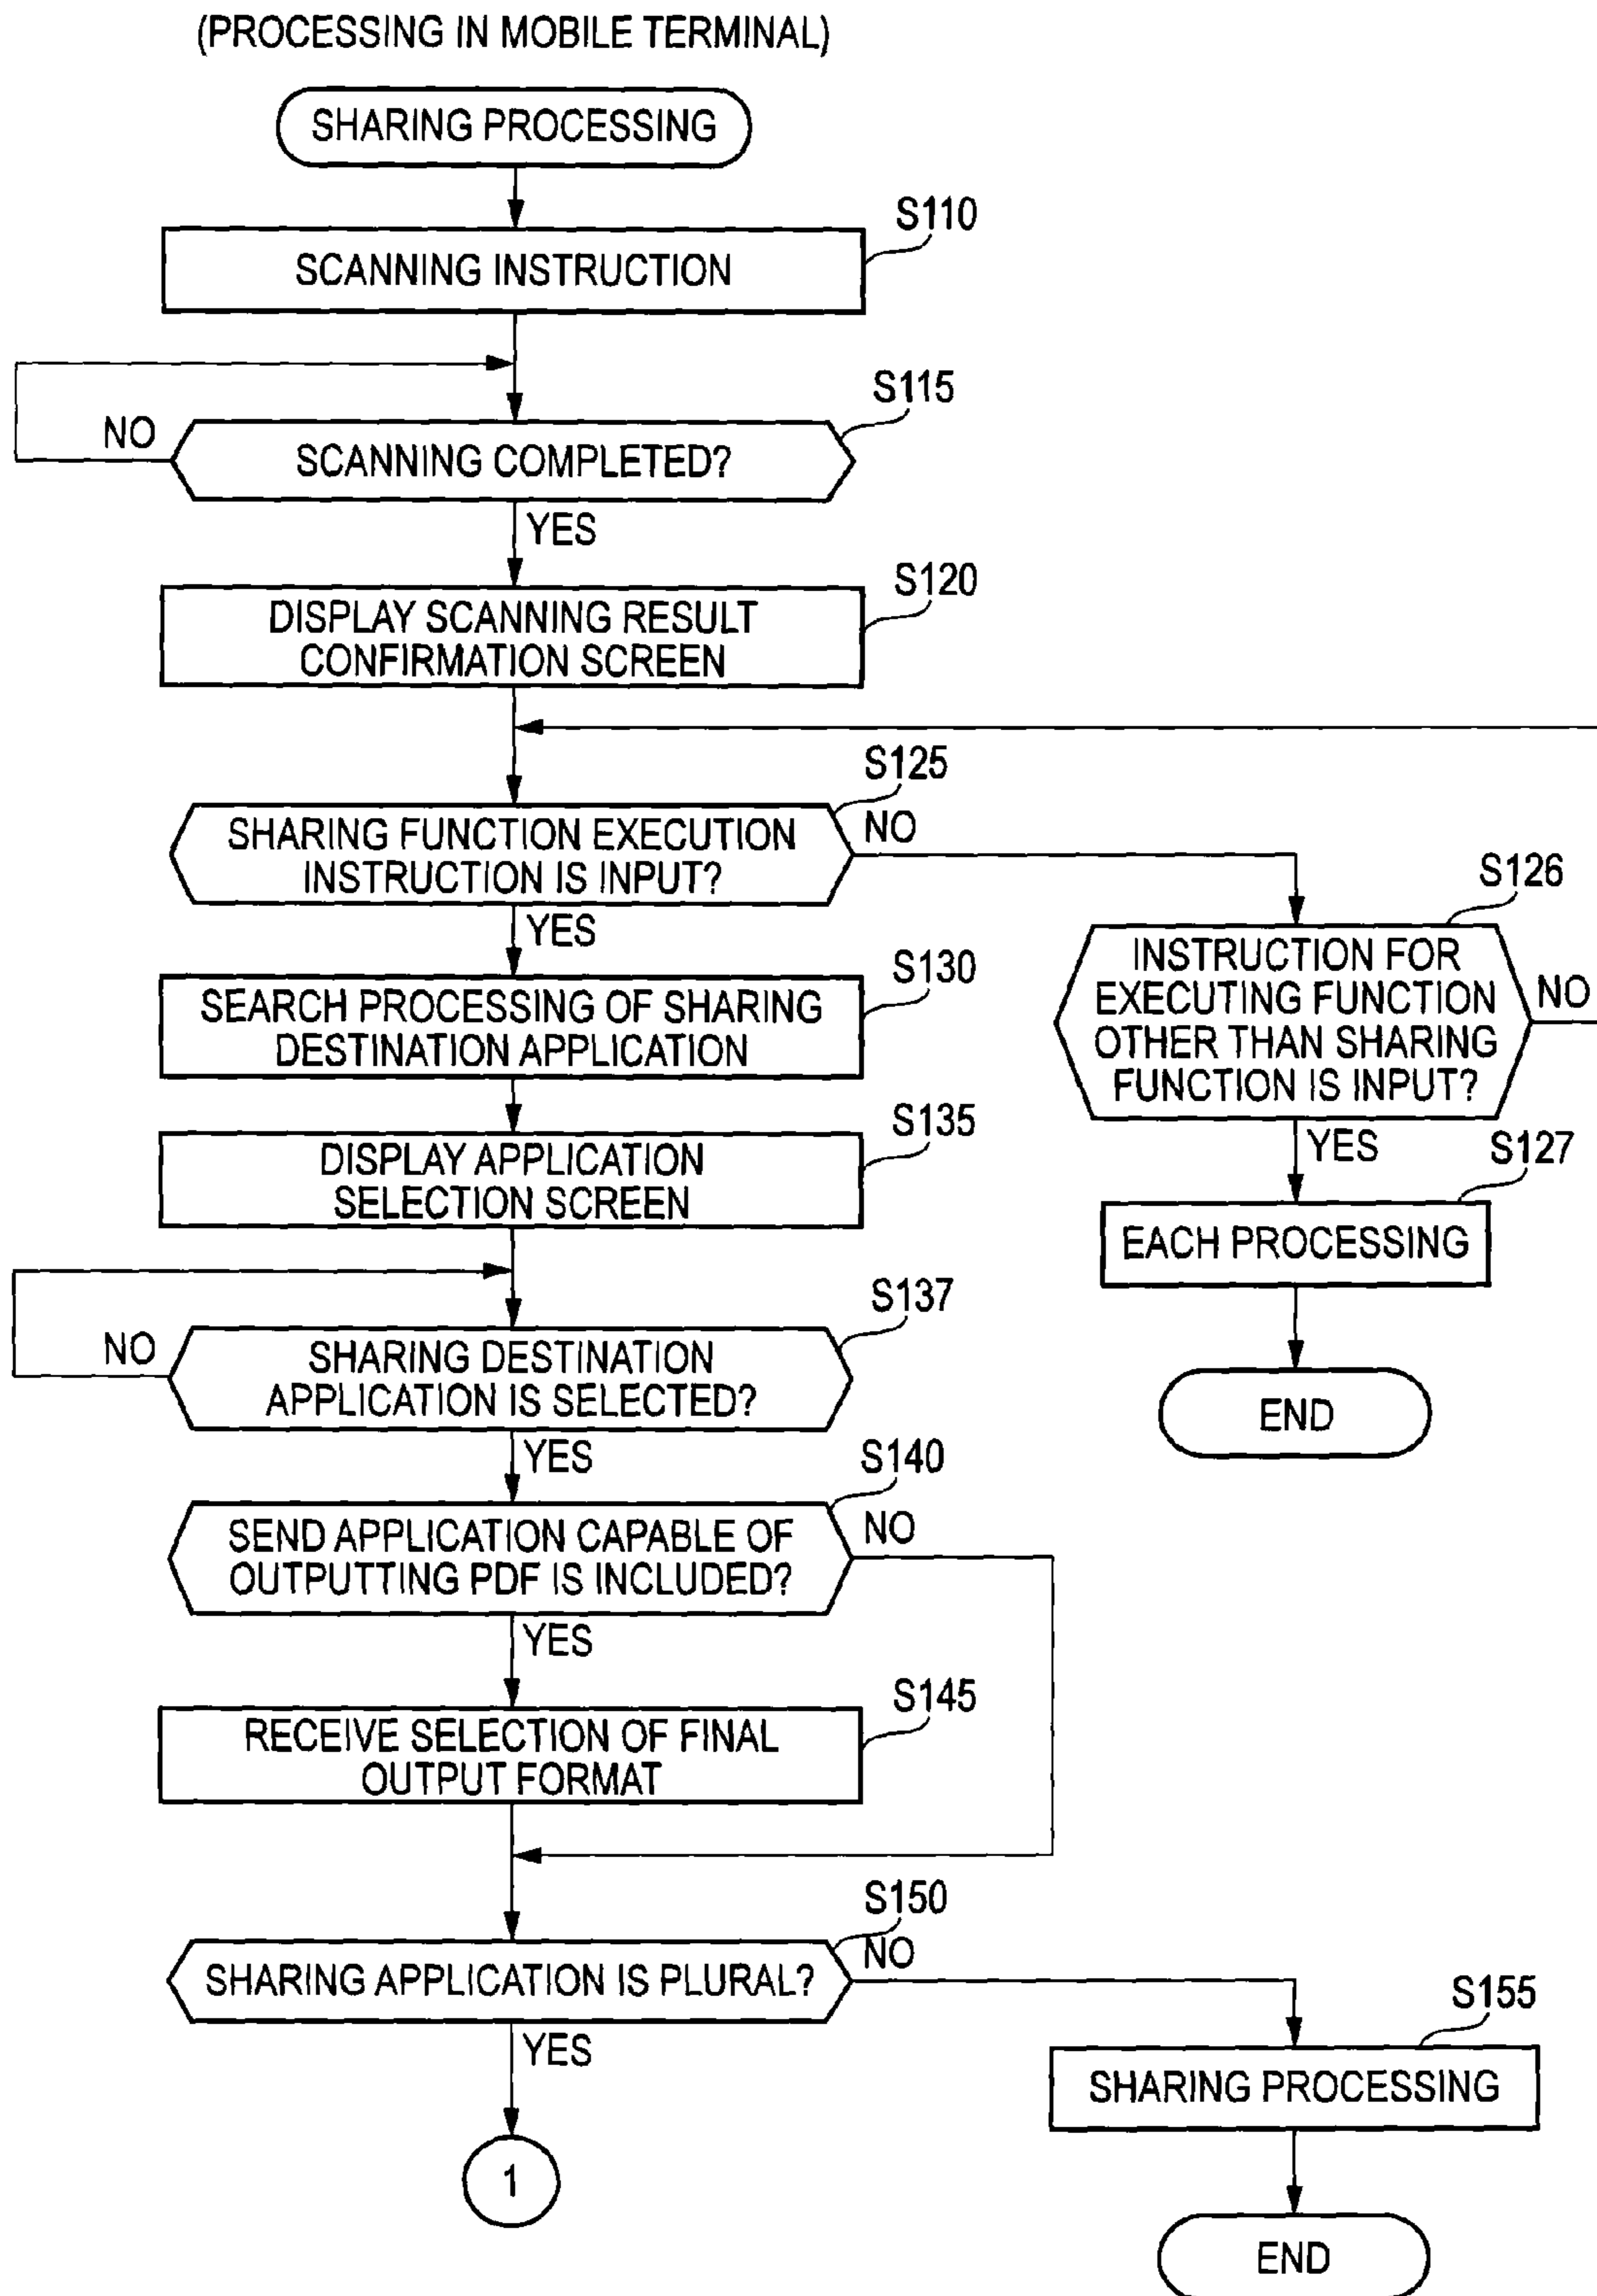 (PROCESSING IN MOBILE TERMINAL)
SHARING PROCESSING
S110
SCANNING INSTRUCTION
S115
NO
SCANNING COMPLETED?
YES
S120
DISPLAY SCANNING RESULT
CONFIRMATION SCREEN
S125
NO
SHARING FUNCTION EXECUTION
INSTRUCTION IS INPUT?
YES
S126
INSTRUCTION FOR
EXECUTING FUNCTION
OTHER THAN SHARING
FUNCTION IS INPUT?
NO
YES
S127
EACH PROCESSING
END
S130
SEARCH PROCESSING OF SHARING
DESTINATION APPLICATION
S135
DISPLAY APPLICATION
SELECTION SCREEN
S137
NO
SHARING DESTINATION
APPLICATION IS SELECTED?
YES
S140
NO
SEND APPLICATION CAPABLE OF
OUTPUTTING PDF IS INCLUDED?
YES
S145
RECEIVE SELECTION OF FINAL
OUTPUT FORMAT
S150
NO
SHARING APPLICATION IS PLURAL?
YES
1
S155
SHARING PROCESSING
END